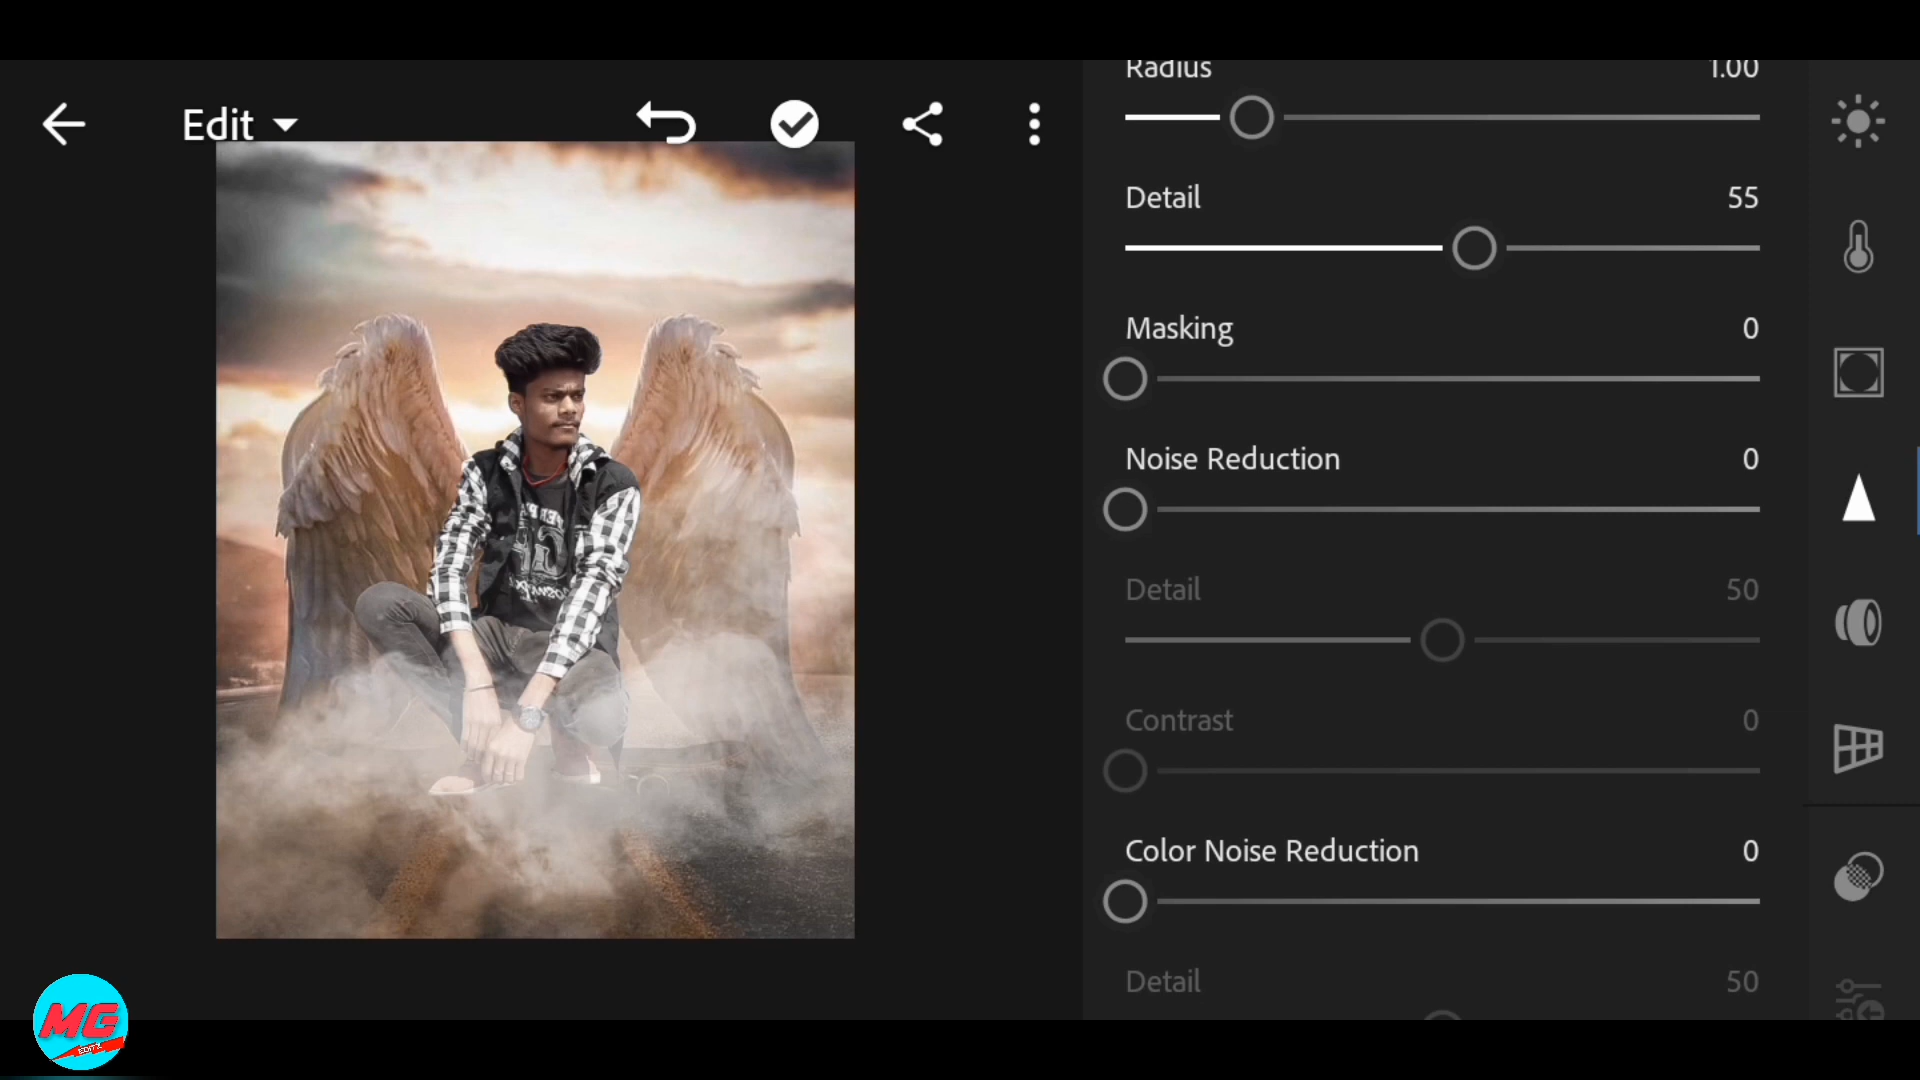 Edit
Radius 1.00
Detail 55
Masking 0
Noise Reduction 0
Detail 50
Contrast 0
Color Noise Reduction 0
Detail 50
MG
EDITZ